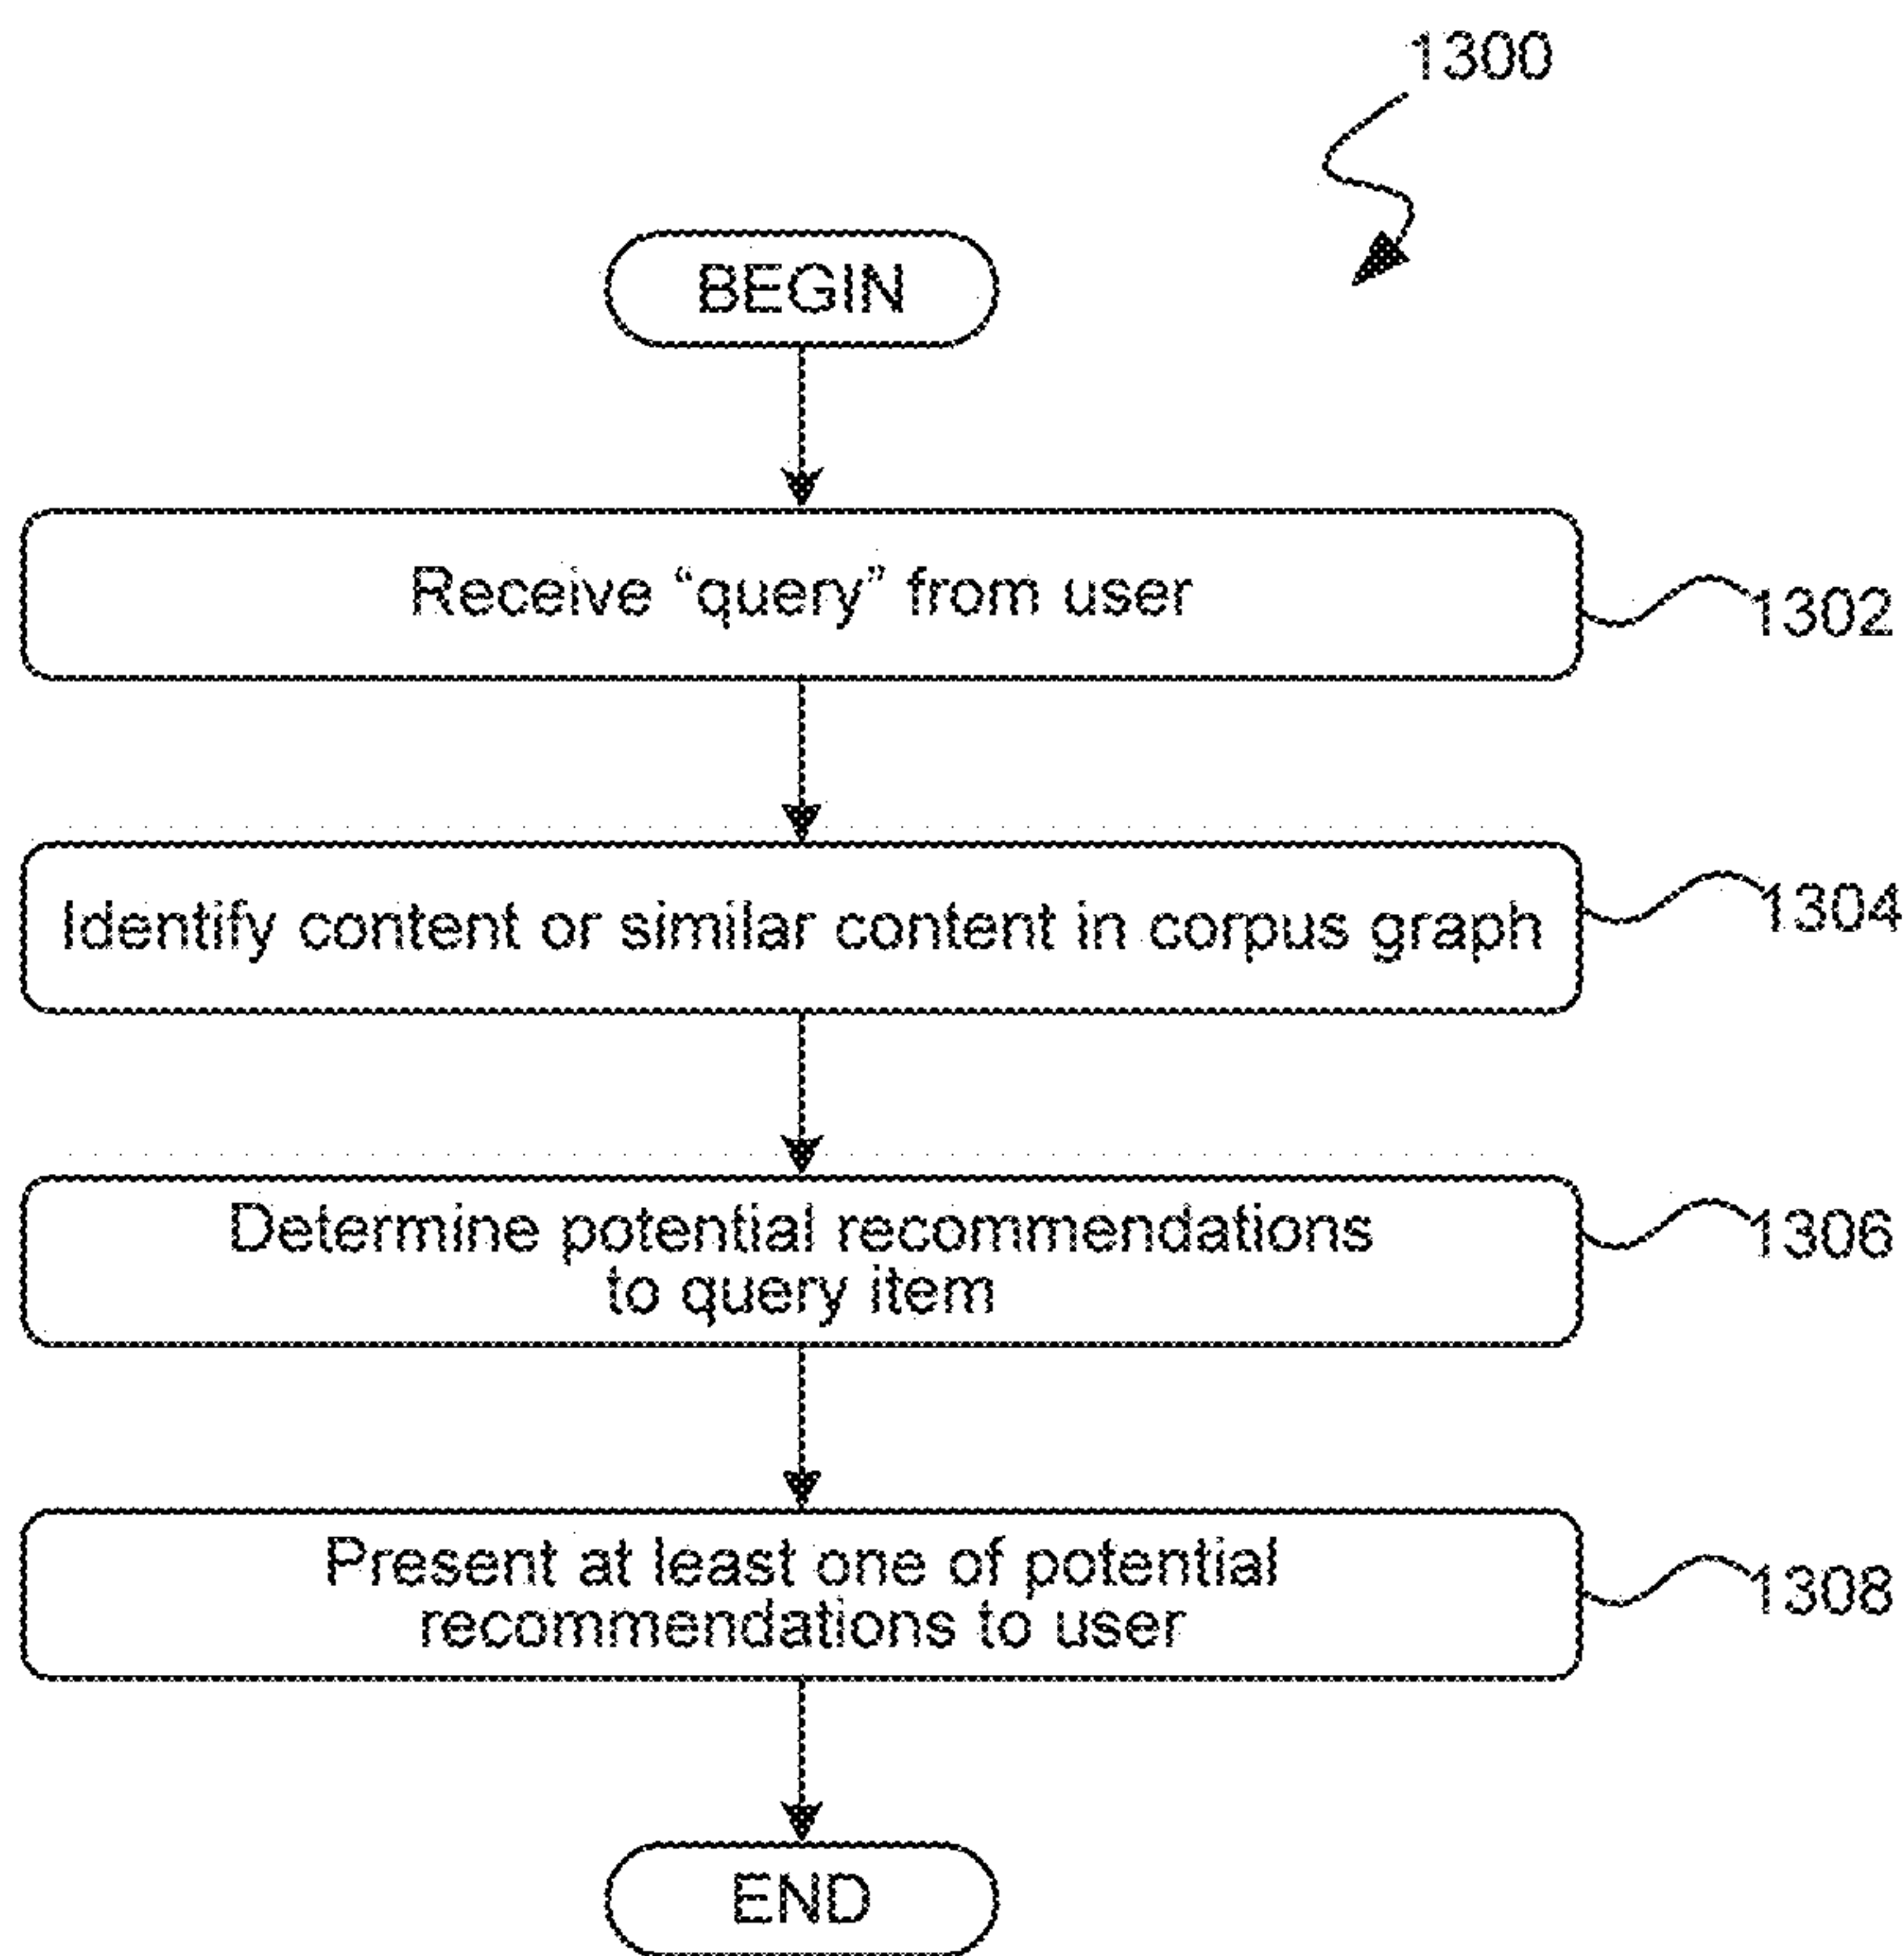 1300
BEGIN
Receive “query” from user
1302
Identify content or similar content in corpus graph
1304
Determine potential recommendations
to query item
1306
Present at least one of potential
recommendations to user
1308
END